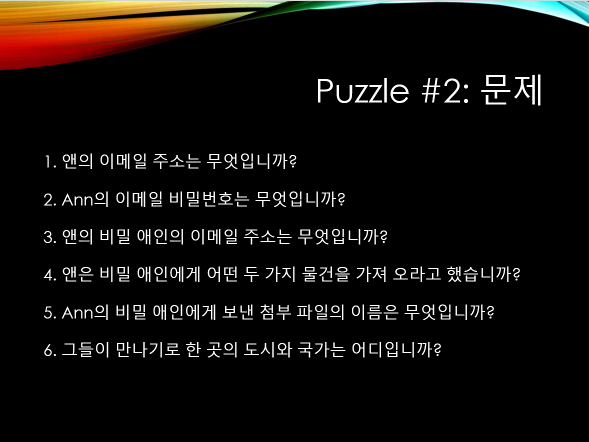 Puzzle #2: 문제
1. 앤의 이메일 주소는 무엇입니까?
2. Ann의 이메일 비밀번호는 무엇입니까?
3. 앤의 비밀 애인의 이메일 주소는 무엇입니까?
4. 앤은 비밀 애인에게 어떤 두 가지 물건을 가져 오라고 했습니까?
5. Ann의 비밀 애인에게 보낸 첨부 파일의 이름은 무엇입니까?
6. 그들이 만나기로 한 곳의 도시와 국가는 어디입니까?